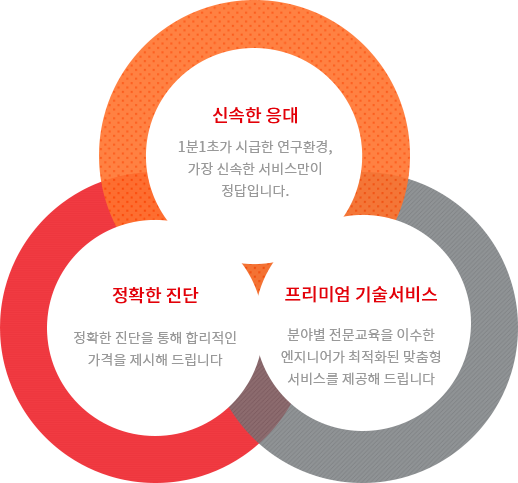 신속한 응대
1분1초가 시급한 연구환경,
가장 신속한 서비스만이
정답입니다.
정확한 진단
정확한 진단을 통해 합리적인
가격을 제시해 드립니다
프리미엄 기술서비스
분야별 전문교육을 이수한
엔지니어가 최적화된 맞춤형
서비스를 제공해 드립니다